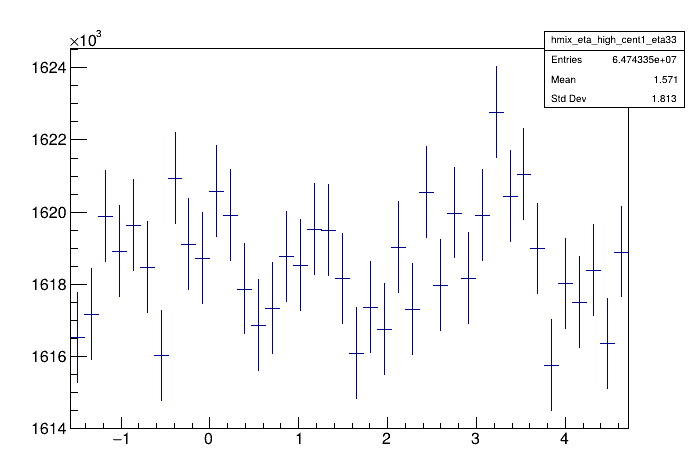 ×10³
hmix_eta_high_cent1_eta33
Entries 6.474335e+07
Mean 1.571
Std Dev 1.813
1624
1622
1620
1618
1616
1614
−1 0 1 2 3 4